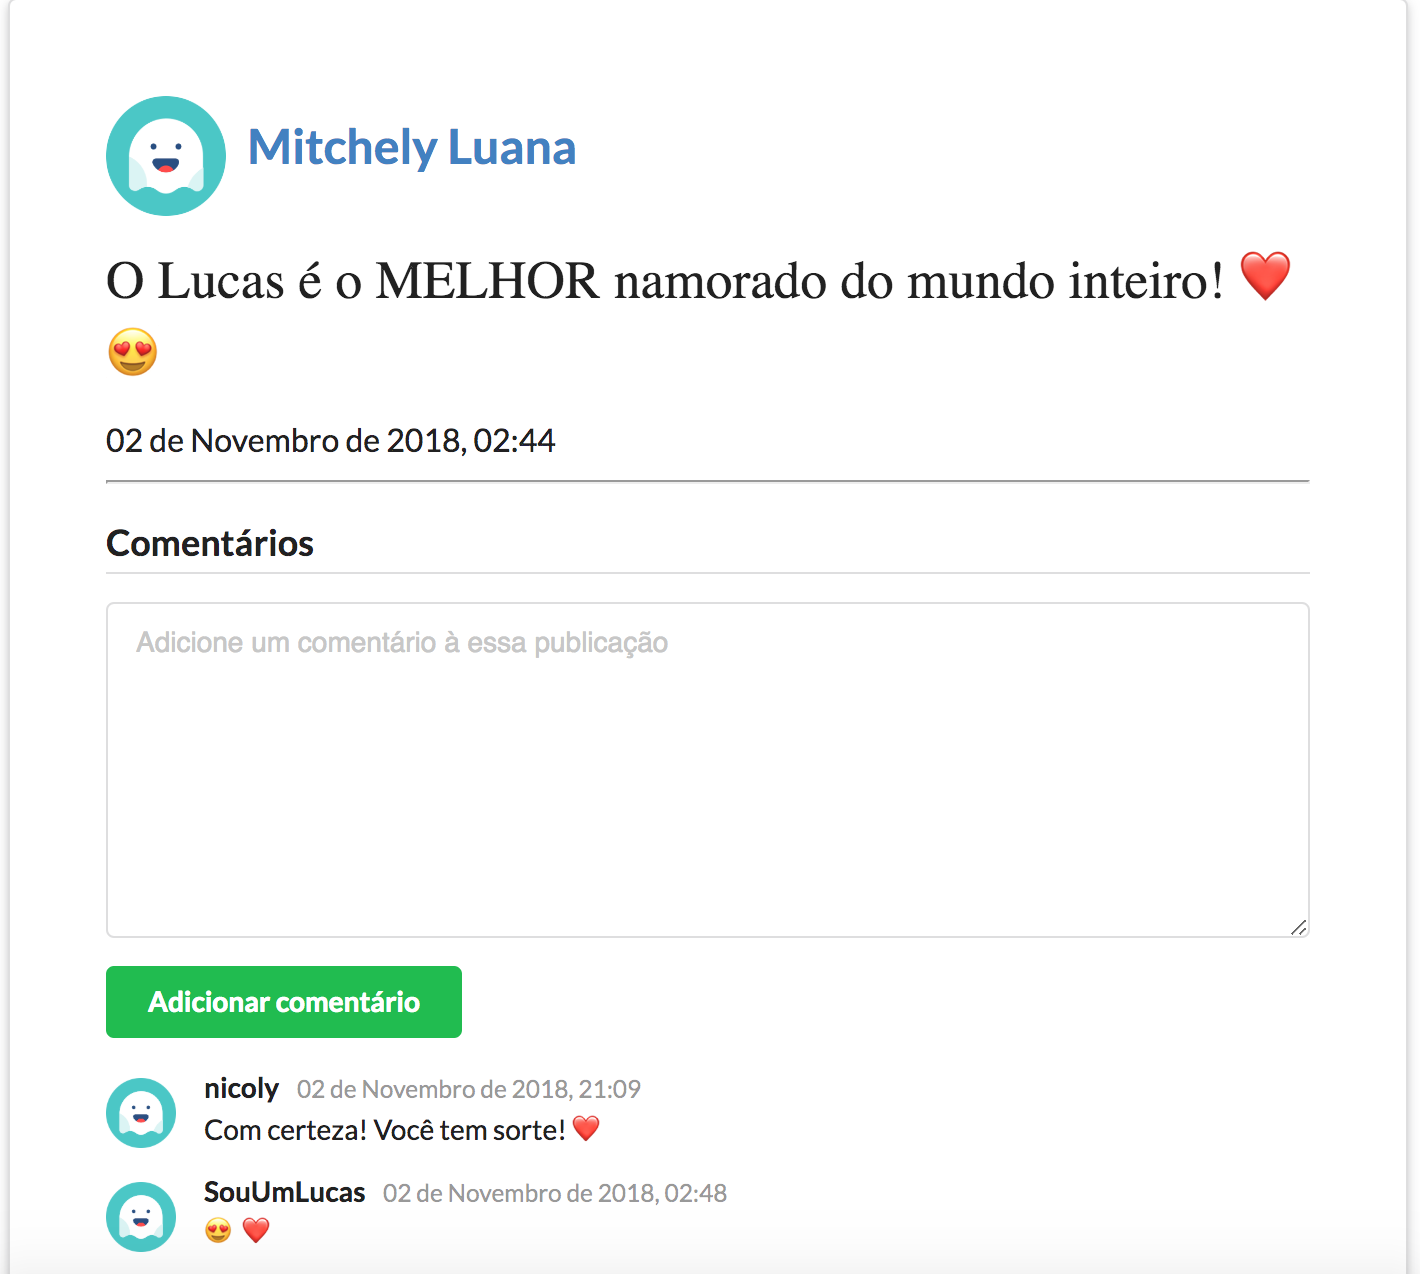 Mitchely Luana
O Lucas é o MELHOR namorado do mundo inteiro! ❤️
😍
02 de Novembro de 2018, 02:44
Comentários
Adicione um comentário à essa publicação
Adicionar comentário
nicoly 02 de Novembro de 2018, 21:09
Com certeza! Você tem sorte! ❤️
SouUmLucas 02 de Novembro de 2018, 02:48
😍 ❤️